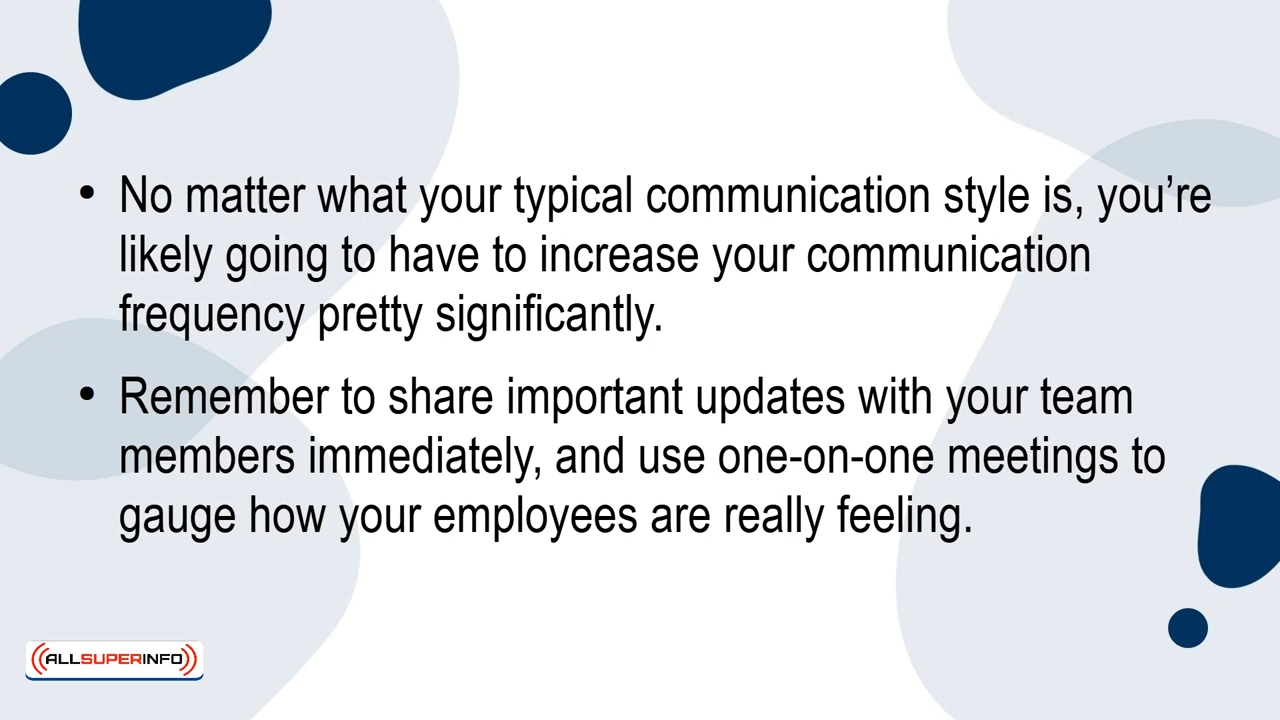 • No matter what your typical communication style is, you’re
likely going to have to increase your communication
frequency pretty significantly.
• Remember to share important updates with your team
members immediately, and use one-on-one meetings to
gauge how your employees are really feeling.
ALLSUPERINFO